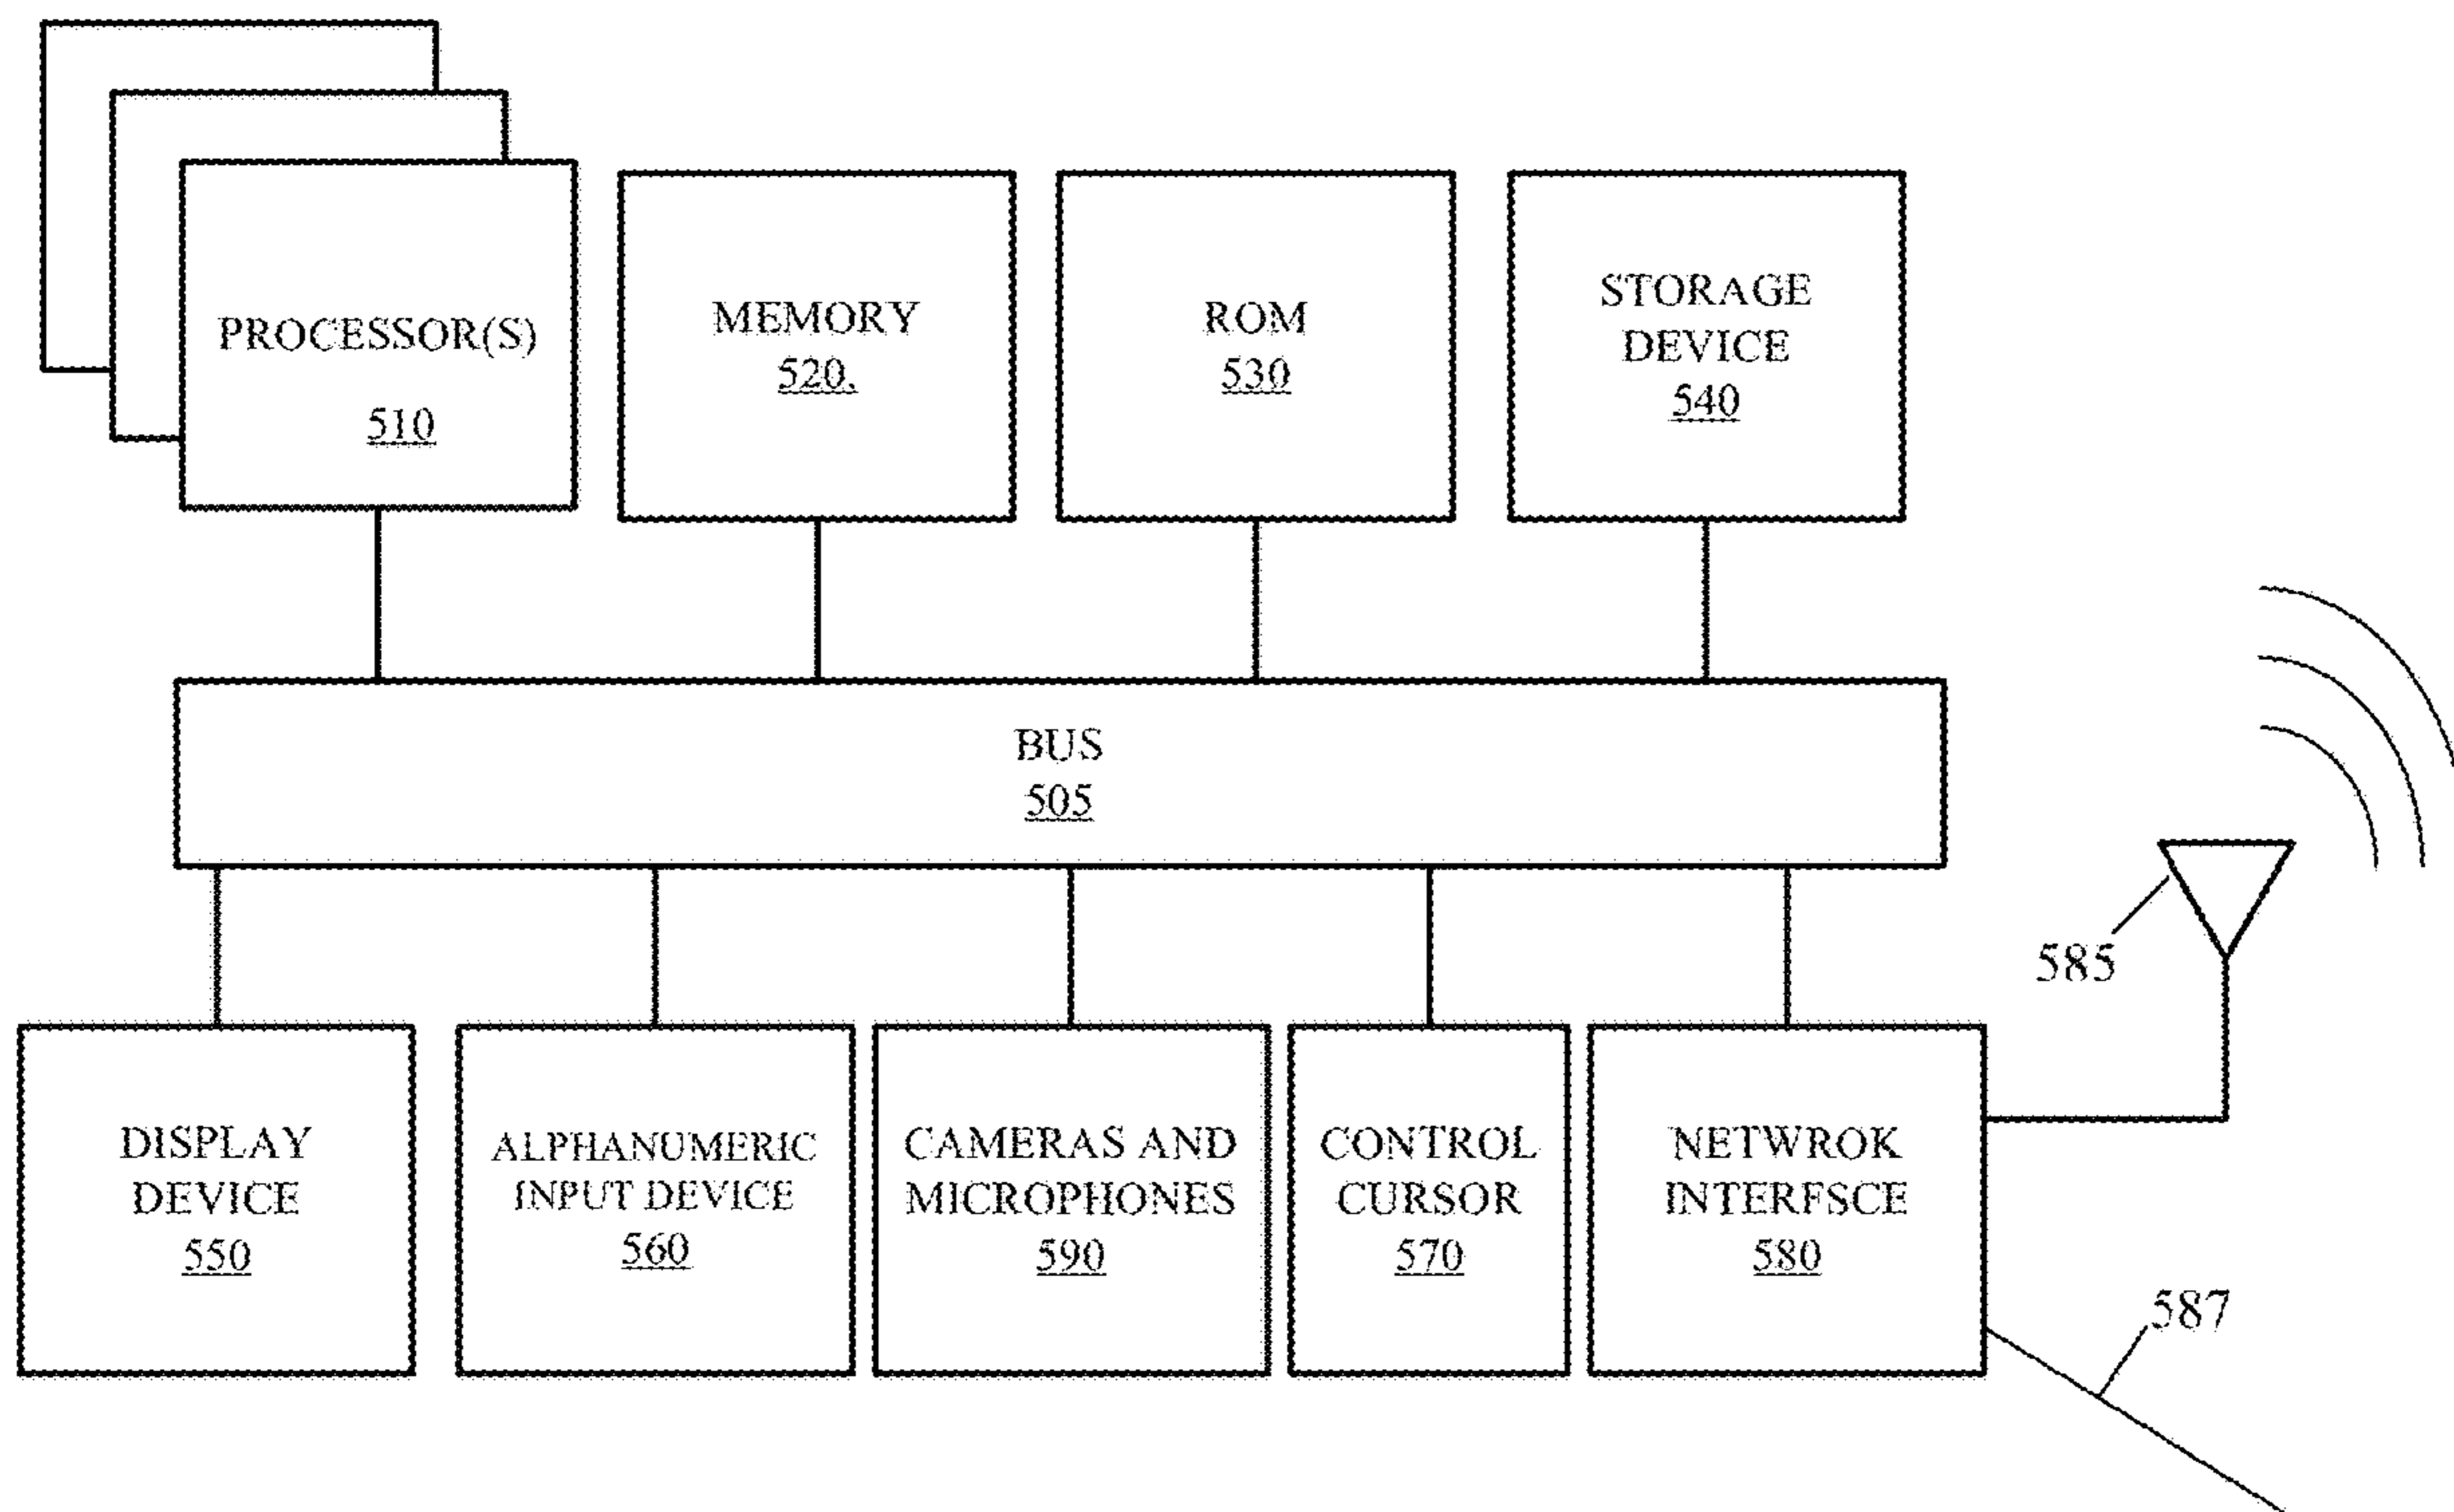 PROCESSOR(S)
510
MEMORY
520.
ROM
530
STORAGE
DEVICE
540
BUS
505
585
DISPLAY
DEVICE
550
ALPHANUMERIC
INPUT DEVICE
560
CAMERAS AND
MICROPHONES
590
CONTROL
CURSOR
570
NETWROK
INTERFSCE
580
587